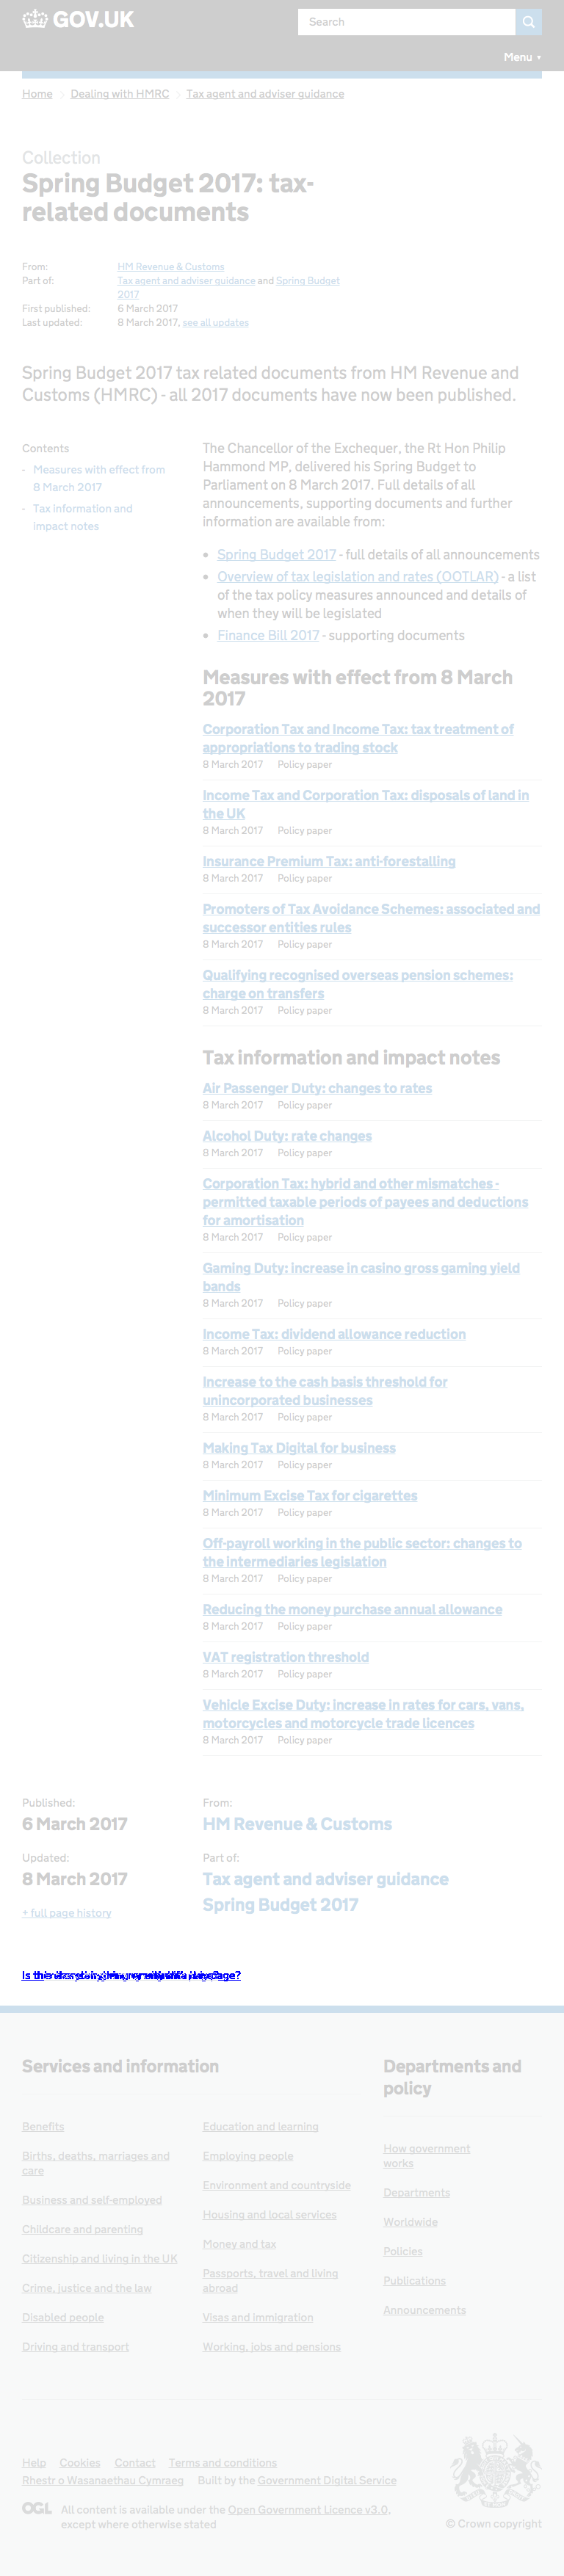 GOV.UK
Search
Menu
Home
Dealing with HMRC
Tax agent and adviser guidance
Collection
Spring Budget 2017: tax-
related documents
From:
HM Revenue & Customs
Part of:
Tax agent and adviser guidance and Spring Budget
2017
First published:
6 March 2017
Last updated:
8 March 2017, see all updates
Spring Budget 2017 tax related documents from HM Revenue and
Customs (HMRC) - all 2017 documents have now been published.
Contents
- Measures with effect from
8 March 2017
- Tax information and
impact notes
The Chancellor of the Exchequer, the Rt Hon Philip
Hammond MP, delivered his Spring Budget to
Parliament on 8 March 2017. Full details of all
announcements, supporting documents and further
information are available from:
• Spring Budget 2017 - full details of all announcements
• Overview of tax legislation and rates (OOTLAR) - a list
of the tax policy measures announced and details of
when they will be legislated
• Finance Bill 2017 - supporting documents
Measures with effect from 8 March
2017
Corporation Tax and Income Tax: tax treatment of
appropriations to trading stock
8 March 2017 Policy paper
Income Tax and Corporation Tax: disposals of land in
the UK
8 March 2017 Policy paper
Insurance Premium Tax: anti-forestalling
8 March 2017 Policy paper
Promoters of Tax Avoidance Schemes: associated and
successor entities rules
8 March 2017 Policy paper
Qualifying recognised overseas pension schemes:
charge on transfers
8 March 2017 Policy paper
Tax information and impact notes
Air Passenger Duty: changes to rates
8 March 2017 Policy paper
Alcohol Duty: rate changes
8 March 2017 Policy paper
Corporation Tax: hybrid and other mismatches -
permitted taxable periods of payees and deductions
for amortisation
8 March 2017 Policy paper
Gaming Duty: increase in casino gross gaming yield
bands
8 March 2017 Policy paper
Income Tax: dividend allowance reduction
8 March 2017 Policy paper
Increase to the cash basis threshold for
unincorporated businesses
8 March 2017 Policy paper
Making Tax Digital for business
8 March 2017 Policy paper
Minimum Excise Tax for cigarettes
8 March 2017 Policy paper
Off-payroll working in the public sector: changes to
the intermediaries legislation
8 March 2017 Policy paper
Reducing the money purchase annual allowance
8 March 2017 Policy paper
VAT registration threshold
8 March 2017 Policy paper
Vehicle Excise Duty: increase in rates for cars, vans,
motorcycles and motorcycle trade licences
8 March 2017 Policy paper
Published:
6 March 2017
Updated:
8 March 2017
+ full page history
From:
HM Revenue & Customs
Part of:
Tax agent and adviser guidance
Spring Budget 2017
Services and information
Benefits
Births, deaths, marriages and
care
Business and self-employed
Childcare and parenting
Citizenship and living in the UK
Crime, justice and the law
Disabled people
Driving and transport
Education and learning
Employing people
Environment and countryside
Housing and local services
Money and tax
Passports, travel and living
abroad
Visas and immigration
Working, jobs and pensions
Departments and
policy
How government
works
Departments
Worldwide
Policies
Publications
Announcements
Help
Cookies
Contact
Terms and conditions
Rhestr o Wasanaethau Cymraeg
Built by the Government Digital Service
OGL
All content is available under the Open Government Licence v3.0,
except where otherwise stated
© Crown copyright